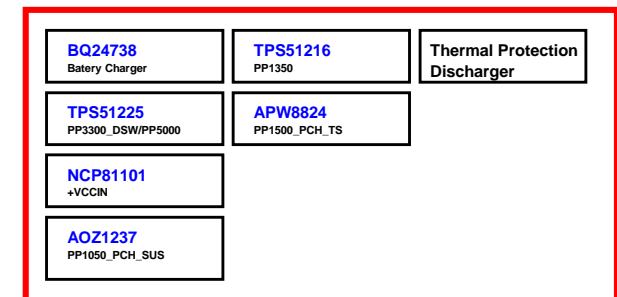 BQ24738
Batery Charger
TPS51216
PP1350
Thermal Protection
Discharger
TPS51225
PP3300_DSW/PP5000
APW8824
PP1500_PCH_TS
NCP81101
+VCCIN
AOZ1237
PP1050_PCH_SUS